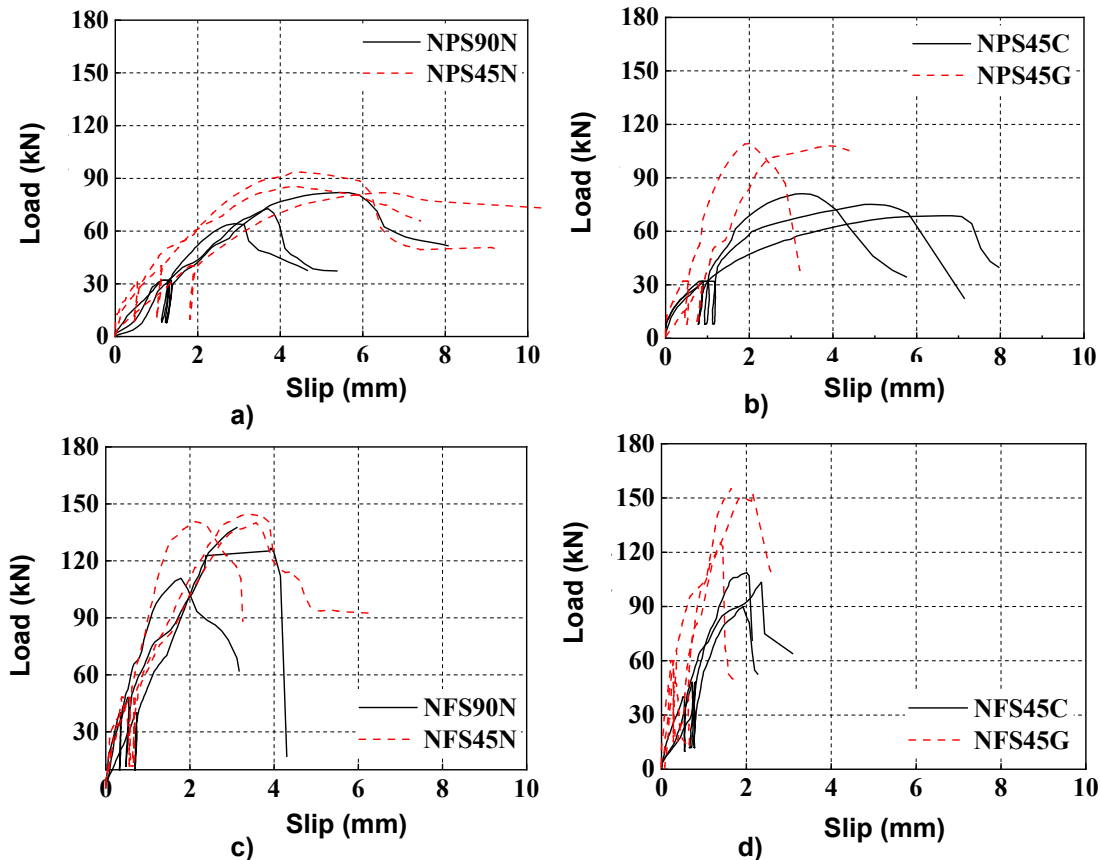 180
150
120
90
60
30
0
Load (kN)
NPS90N
NPS45N
0 2 4 6 8 10
Slip (mm)
a)
180
150
120
90
60
30
0
Load (kN)
NPS45C
NPS45G
0 2 4 6 8 10
Slip (mm)
b)
180
150
120
90
60
30
Load (kN)
NFS90N
NFS45N
0 2 4 6 8 10
Slip (mm)
c)
180
150
120
90
60
30
0
Load (kN)
NFS45C
NFS45G
0 2 4 6 8 10
Slip (mm)
d)